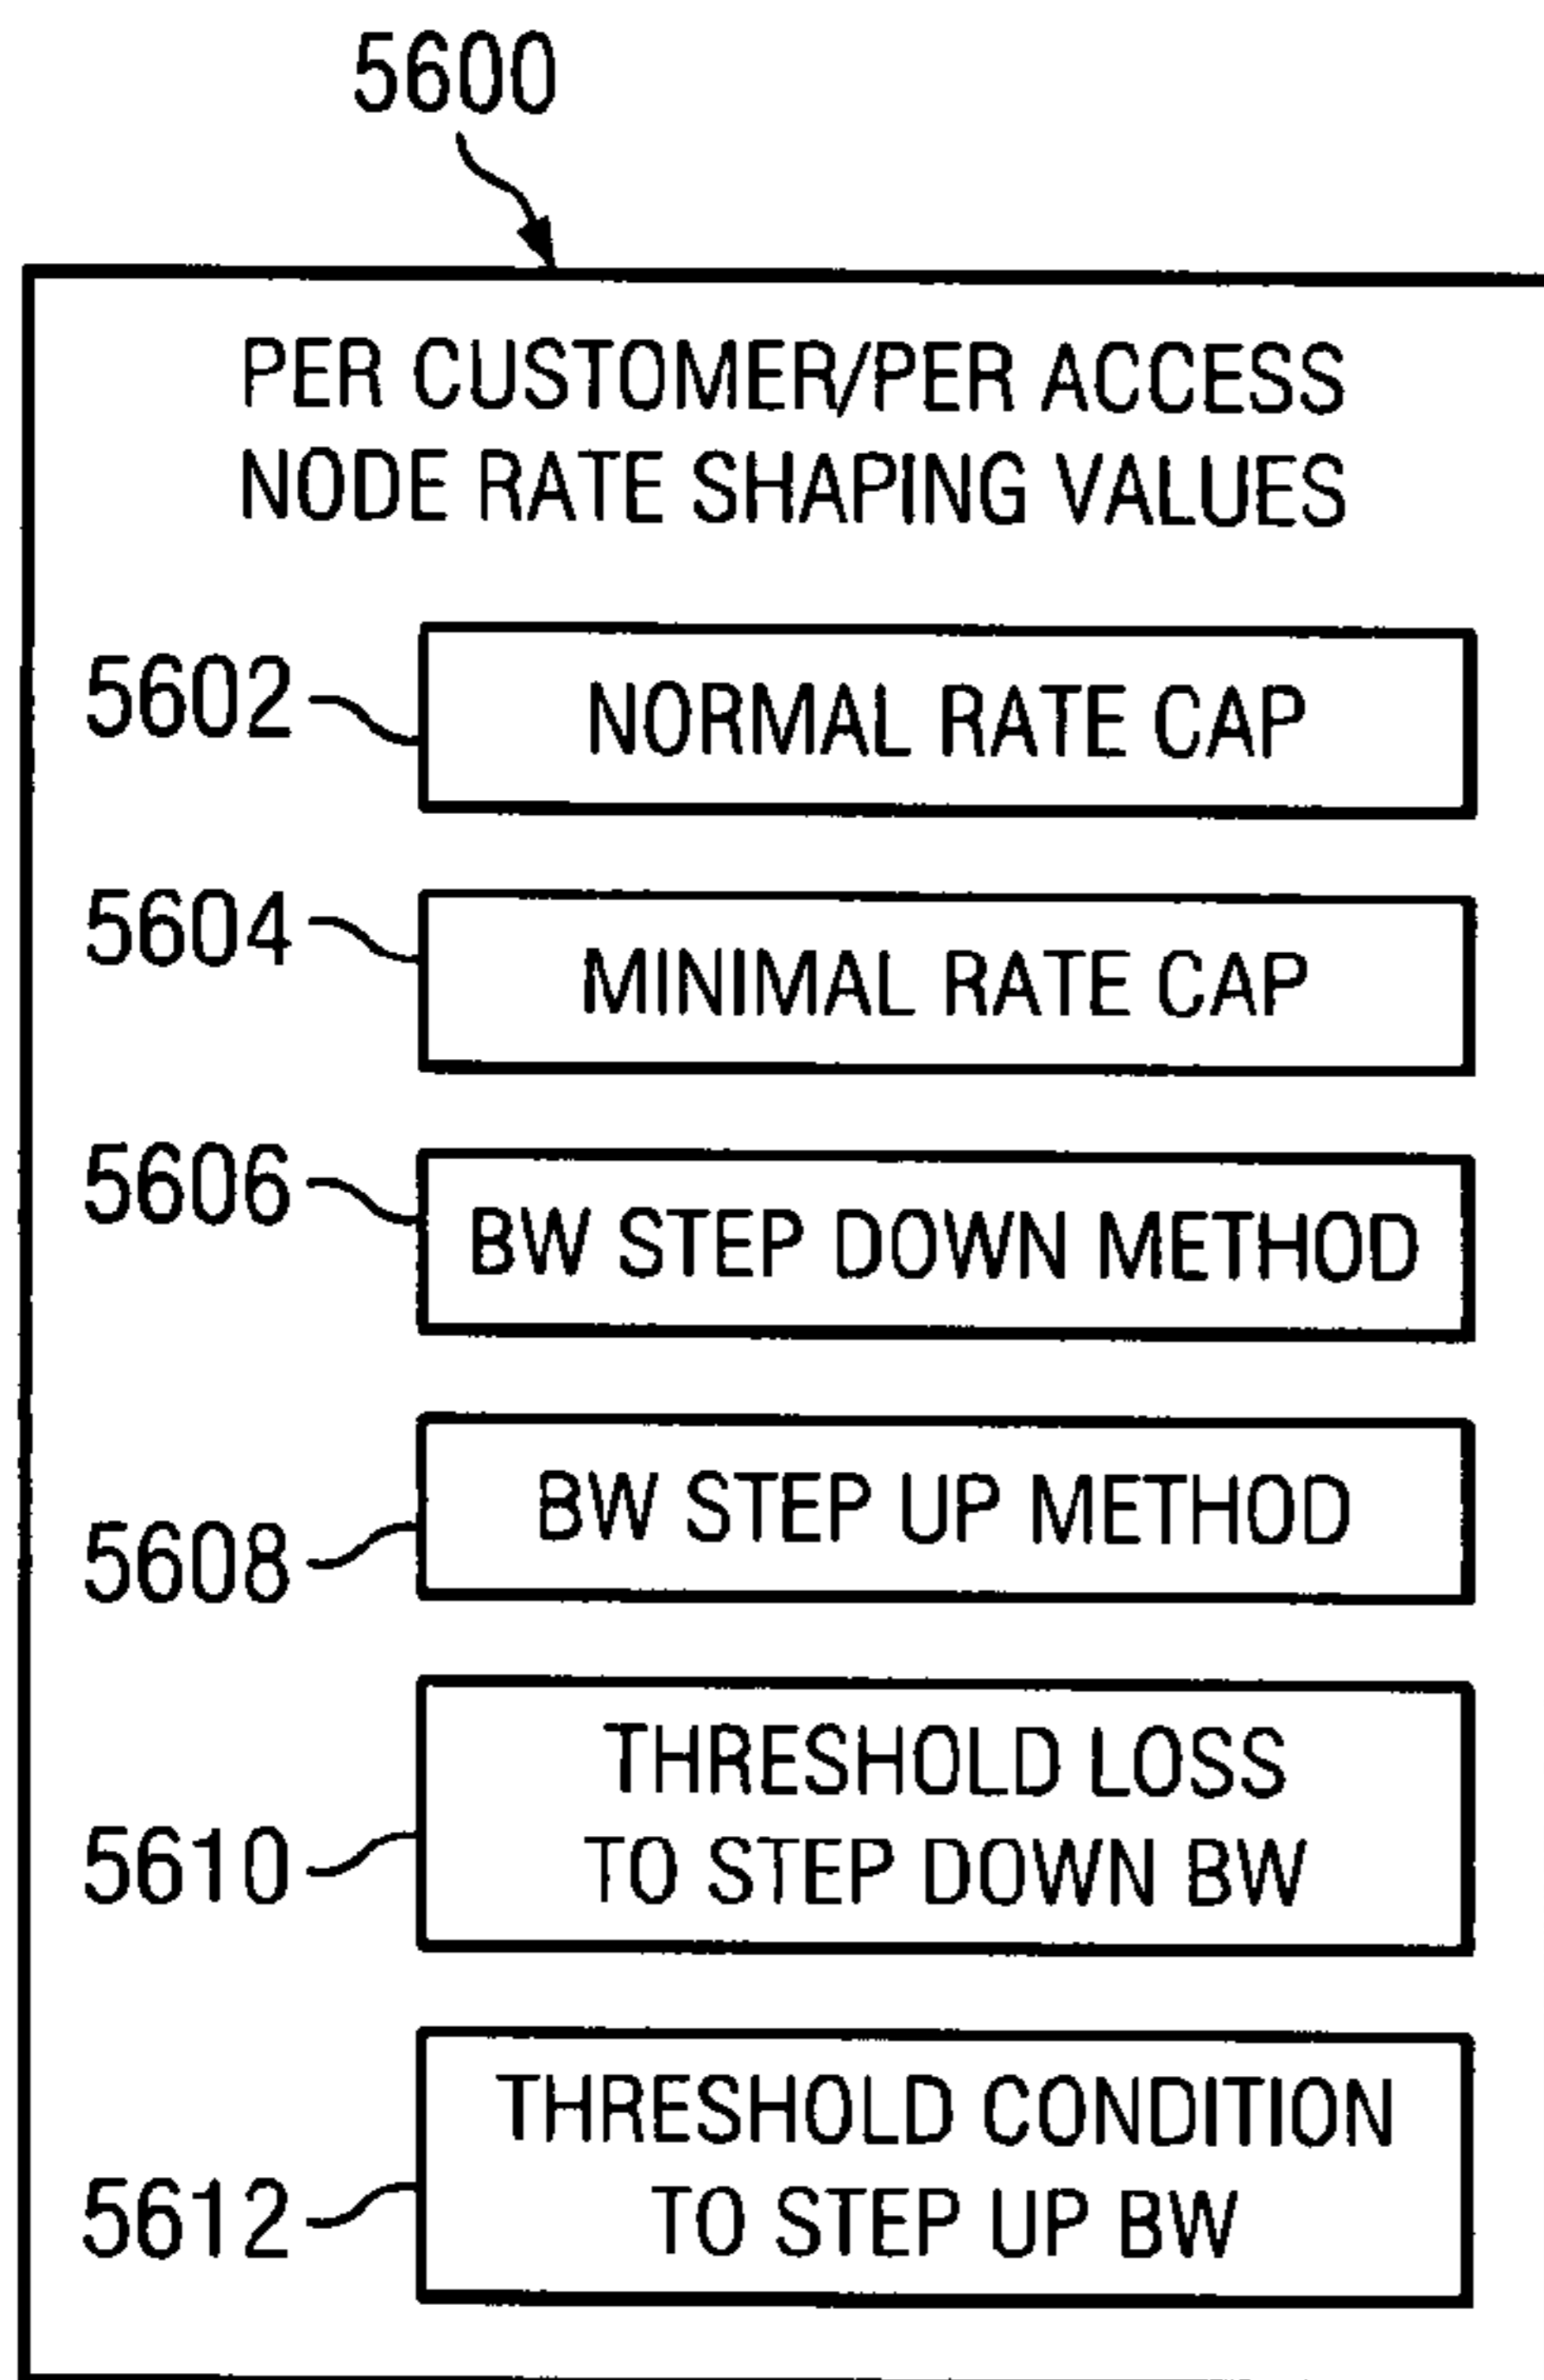 5600
PER CUSTOMER/PER ACCESS
NODE RATE SHAPING VALUES
5602
NORMAL RATE CAP
5604
MINIMAL RATE CAP
5606
BW STEP DOWN METHOD
5608
BW STEP UP METHOD
5610
THRESHOLD LOSS
TO STEP DOWN BW
5612
THRESHOLD CONDITION
TO STEP UP BW